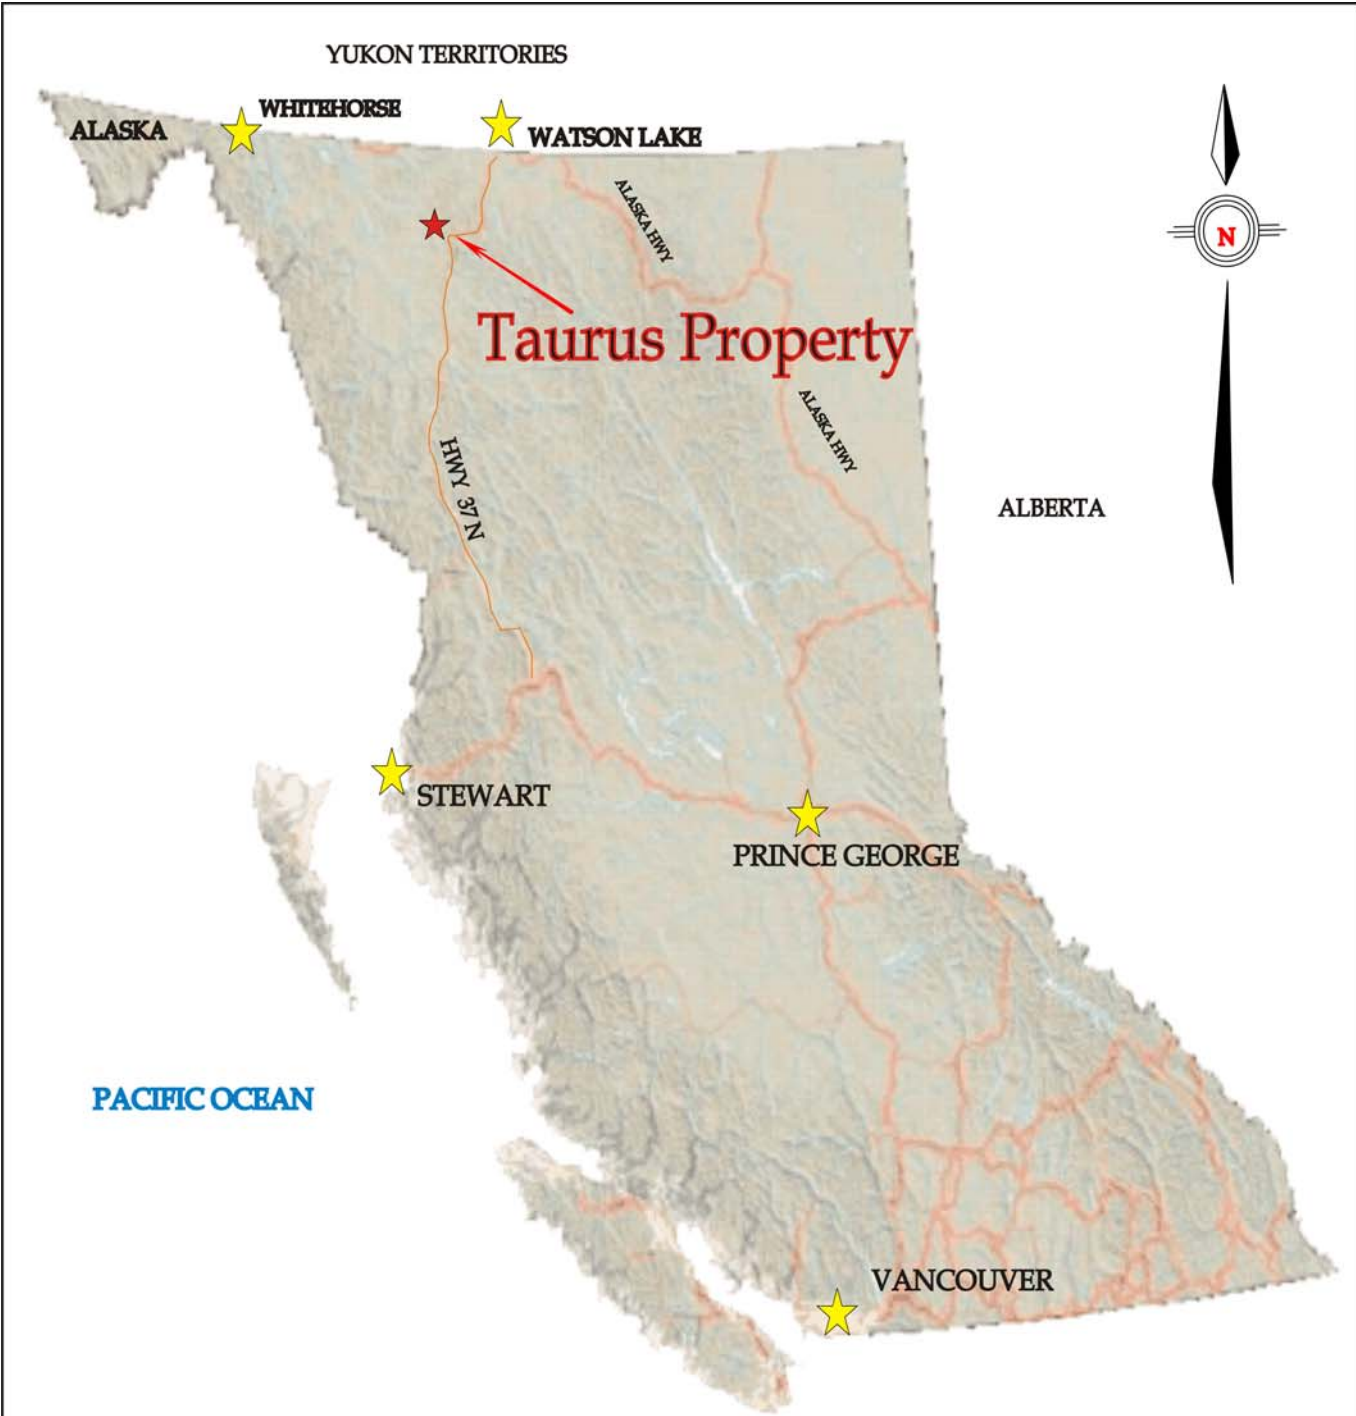 YUKON TERRITORIES
WHITEHORSE
ALASKA
WATSON LAKE
ALASKA HWY
N
Taurus Property
ALASKA HWY
HWY 37 N
ALBERTA
STEWART
PRINCE GEORGE
PACIFIC OCEAN
VANCOUVER